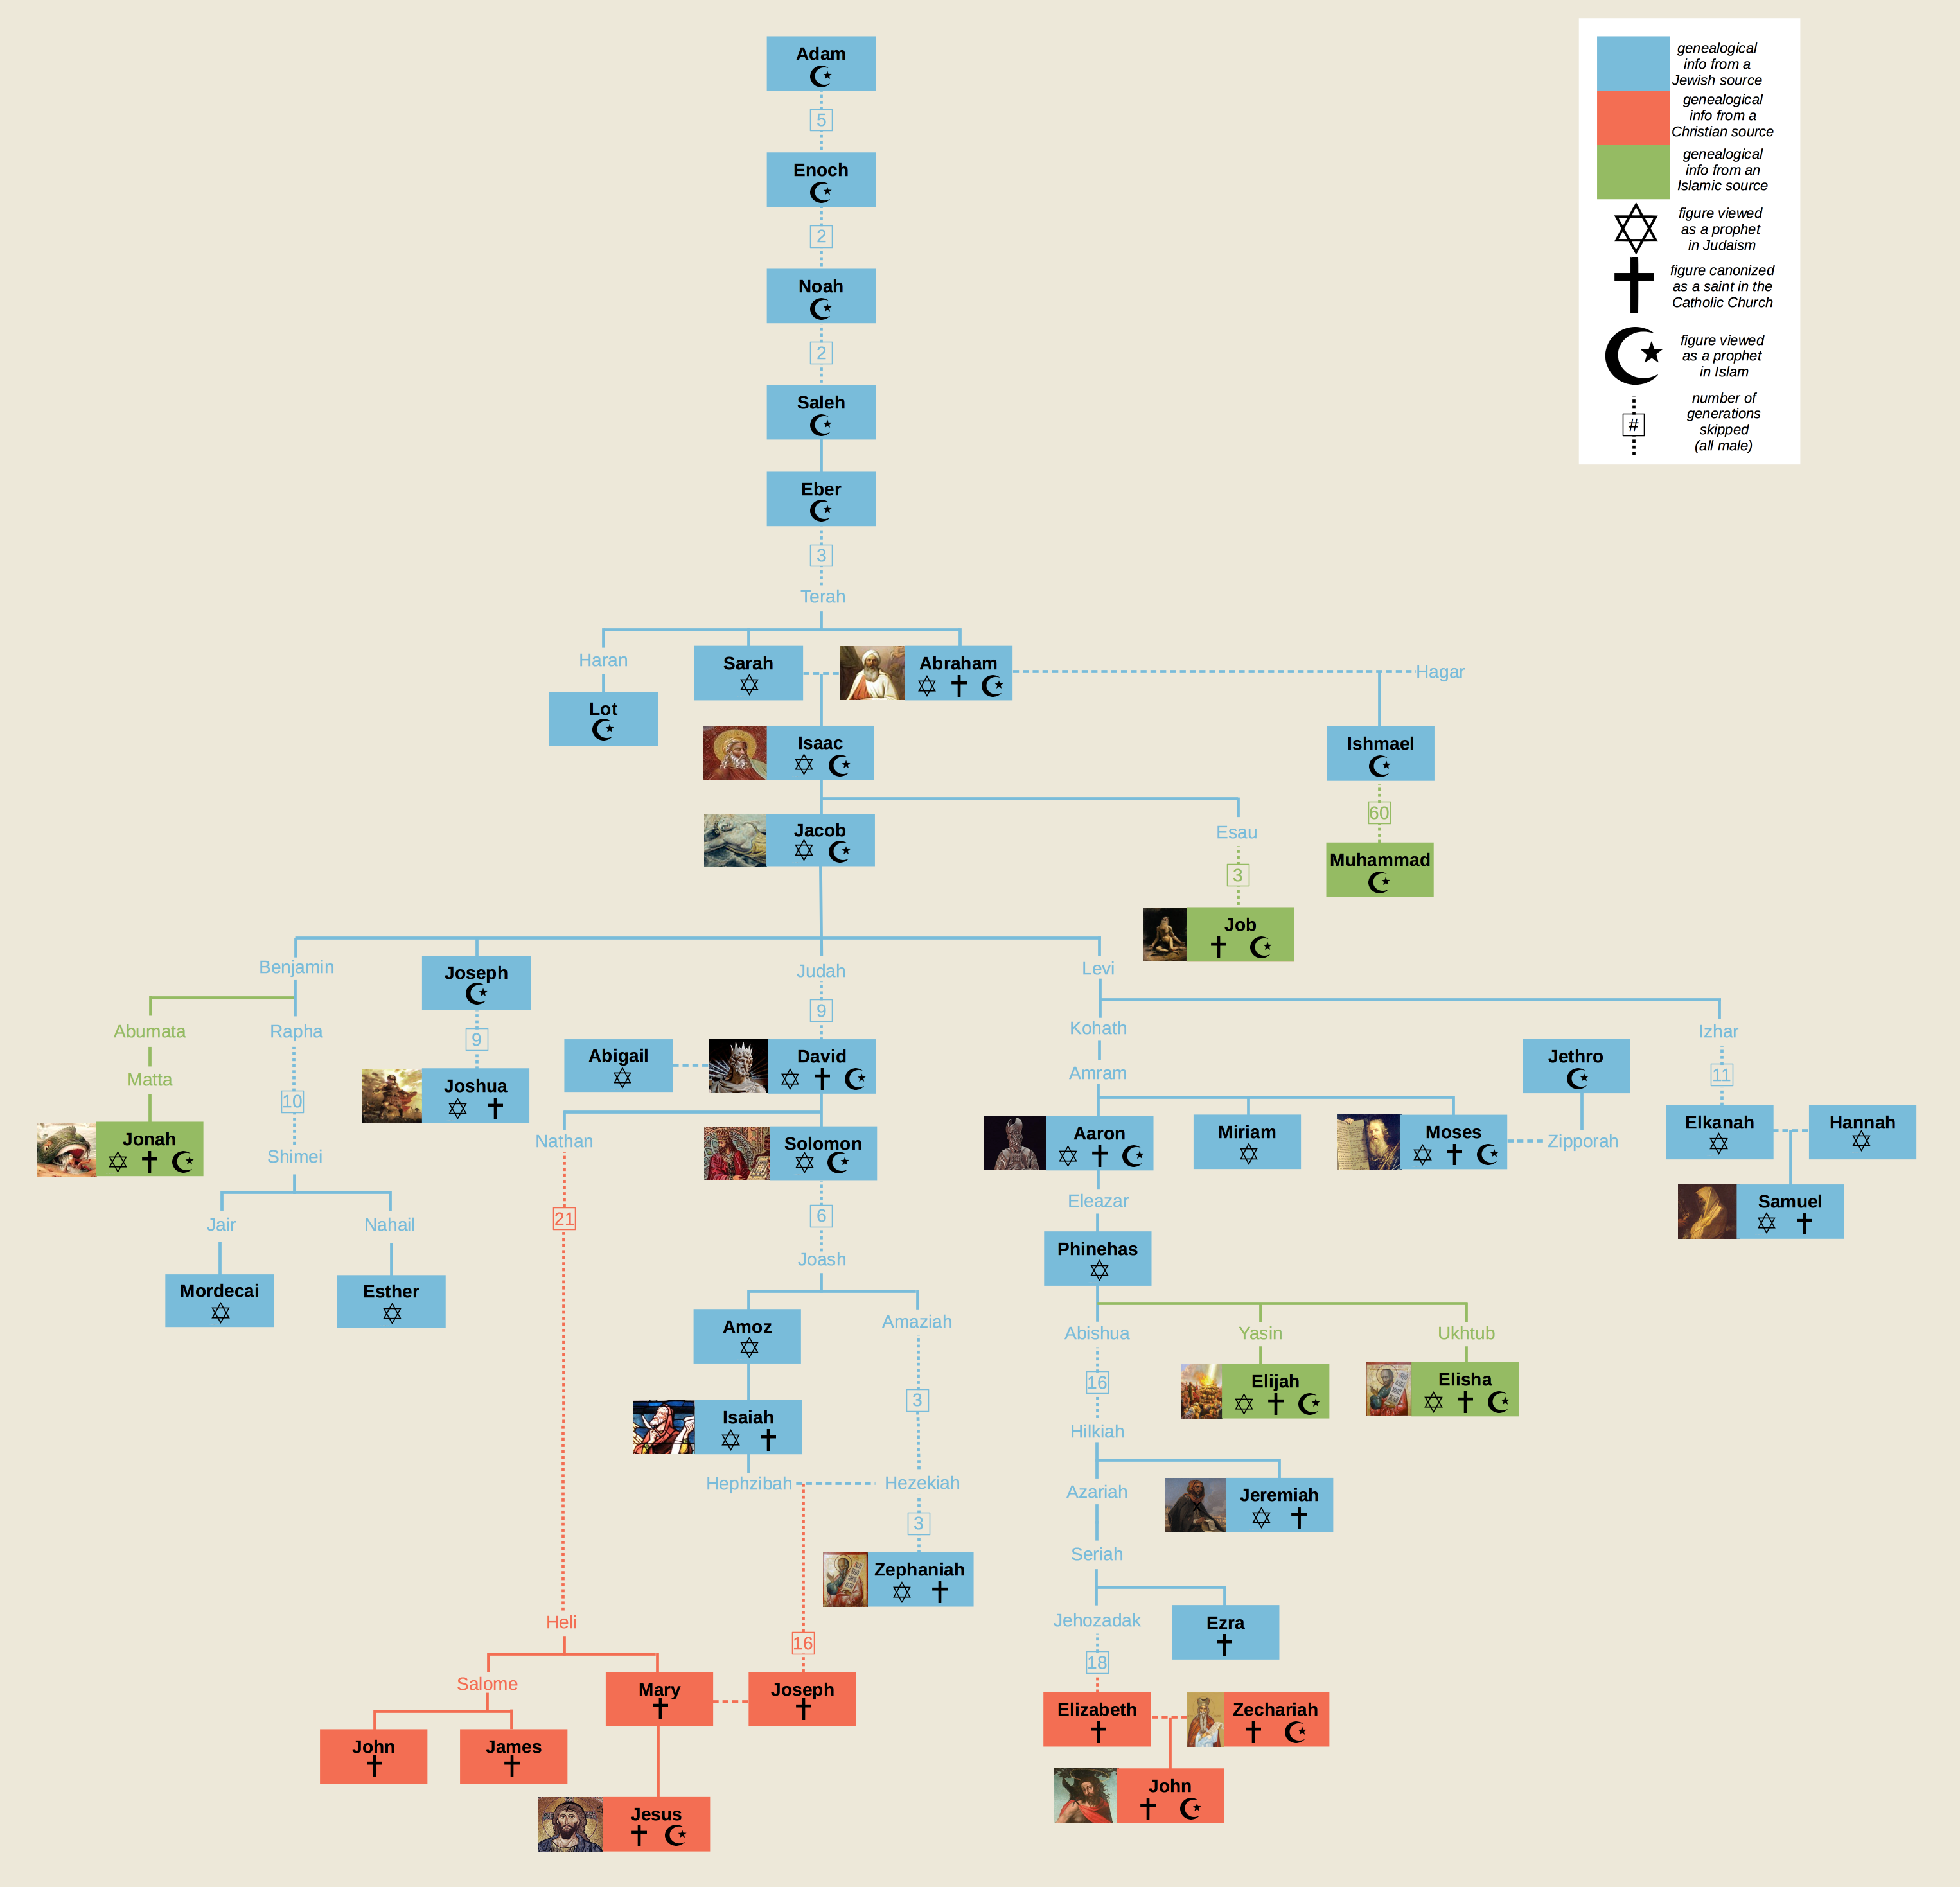 Adam
5
Enoch
2
Noah
2
Saleh
Eber
3
Terah
genealogical
info from a
Jewish source
genealogical
info from a
Christian source
genealogical
info from an
Islamic source
figure viewed
as a prophet
in Judaism
figure canonized
as a saint in the
Catholic Church
figure viewed
as a prophet
in Islam
#
number of
generations
skipped
(all male)
Haran
Sarah
Abraham
Hagar
Lot
Isaac
Ishmael
60
Muhammad
Jacob
Esau
3
Job
Benjamin
Joseph
Judah
Levi
Abumata
Rapha
9
9
Kohath
Izhar
Matta
10
Joshua
Abigail
David
Amram
Jethro
11
Jonah
Shimei
Nathan
Solomon
Aaron
Miriam
Moses
Zipporah
Elkanah
Hannah
Jair
Nahail
21
6
Eleazar
Samuel
Mordecai
Esther
Joash
Phinehas
Amoz
Amaziah
Abishua
Yasin
Ukhtub
Isaiah
3
16
Elijah
Elisha
Hilkiah
Hephzibah
Hezekiah
Azariah
Jeremiah
3
Zephaniah
Seriah
Heli
16
Jehozadak
Ezra
18
Salome
Mary
Joseph
Elizabeth
Zechariah
John
James
Jesus
John